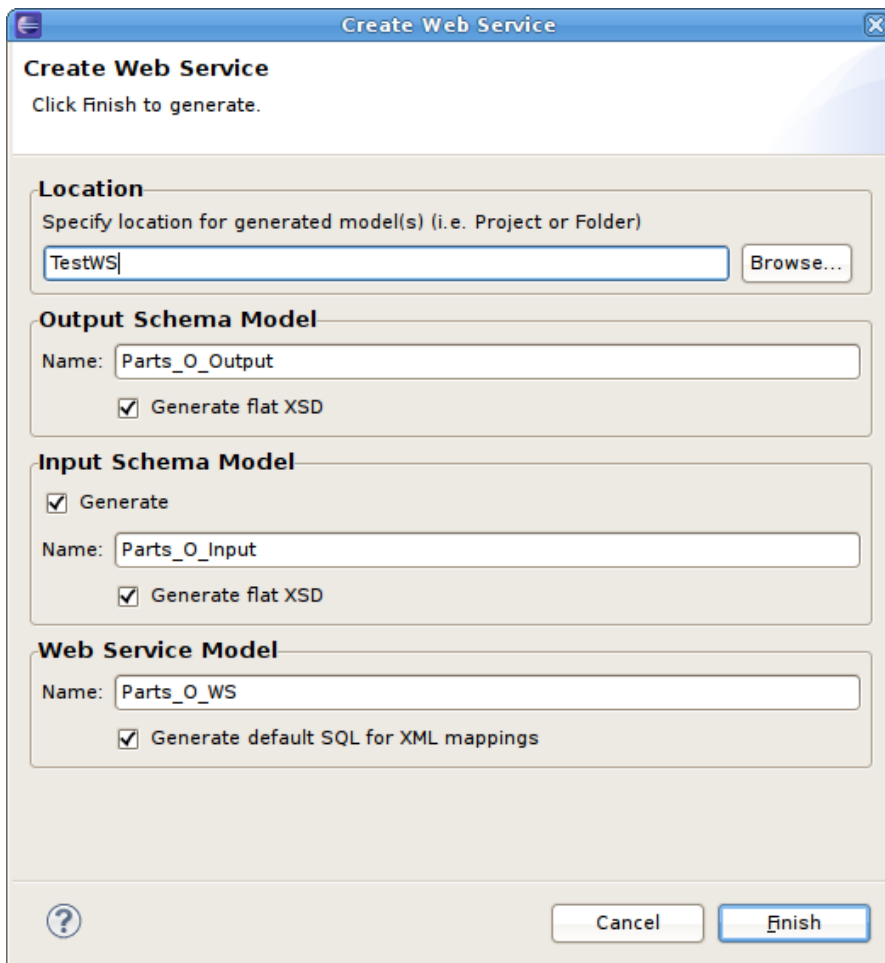 Create Web Service
Create Web Service
Click Finish to generate.
Location
Specify location for generated model(s) (i.e. Project or Folder)
TestWS
Browse...
Output Schema Model
Name: Parts_O_Output
Generate flat XSD
Input Schema Model
Generate
Name: Parts_O_Input
Generate flat XSD
Web Service Model
Name: Parts_O_WS
Generate default SQL for XML mappings
?
Cancel
Finish